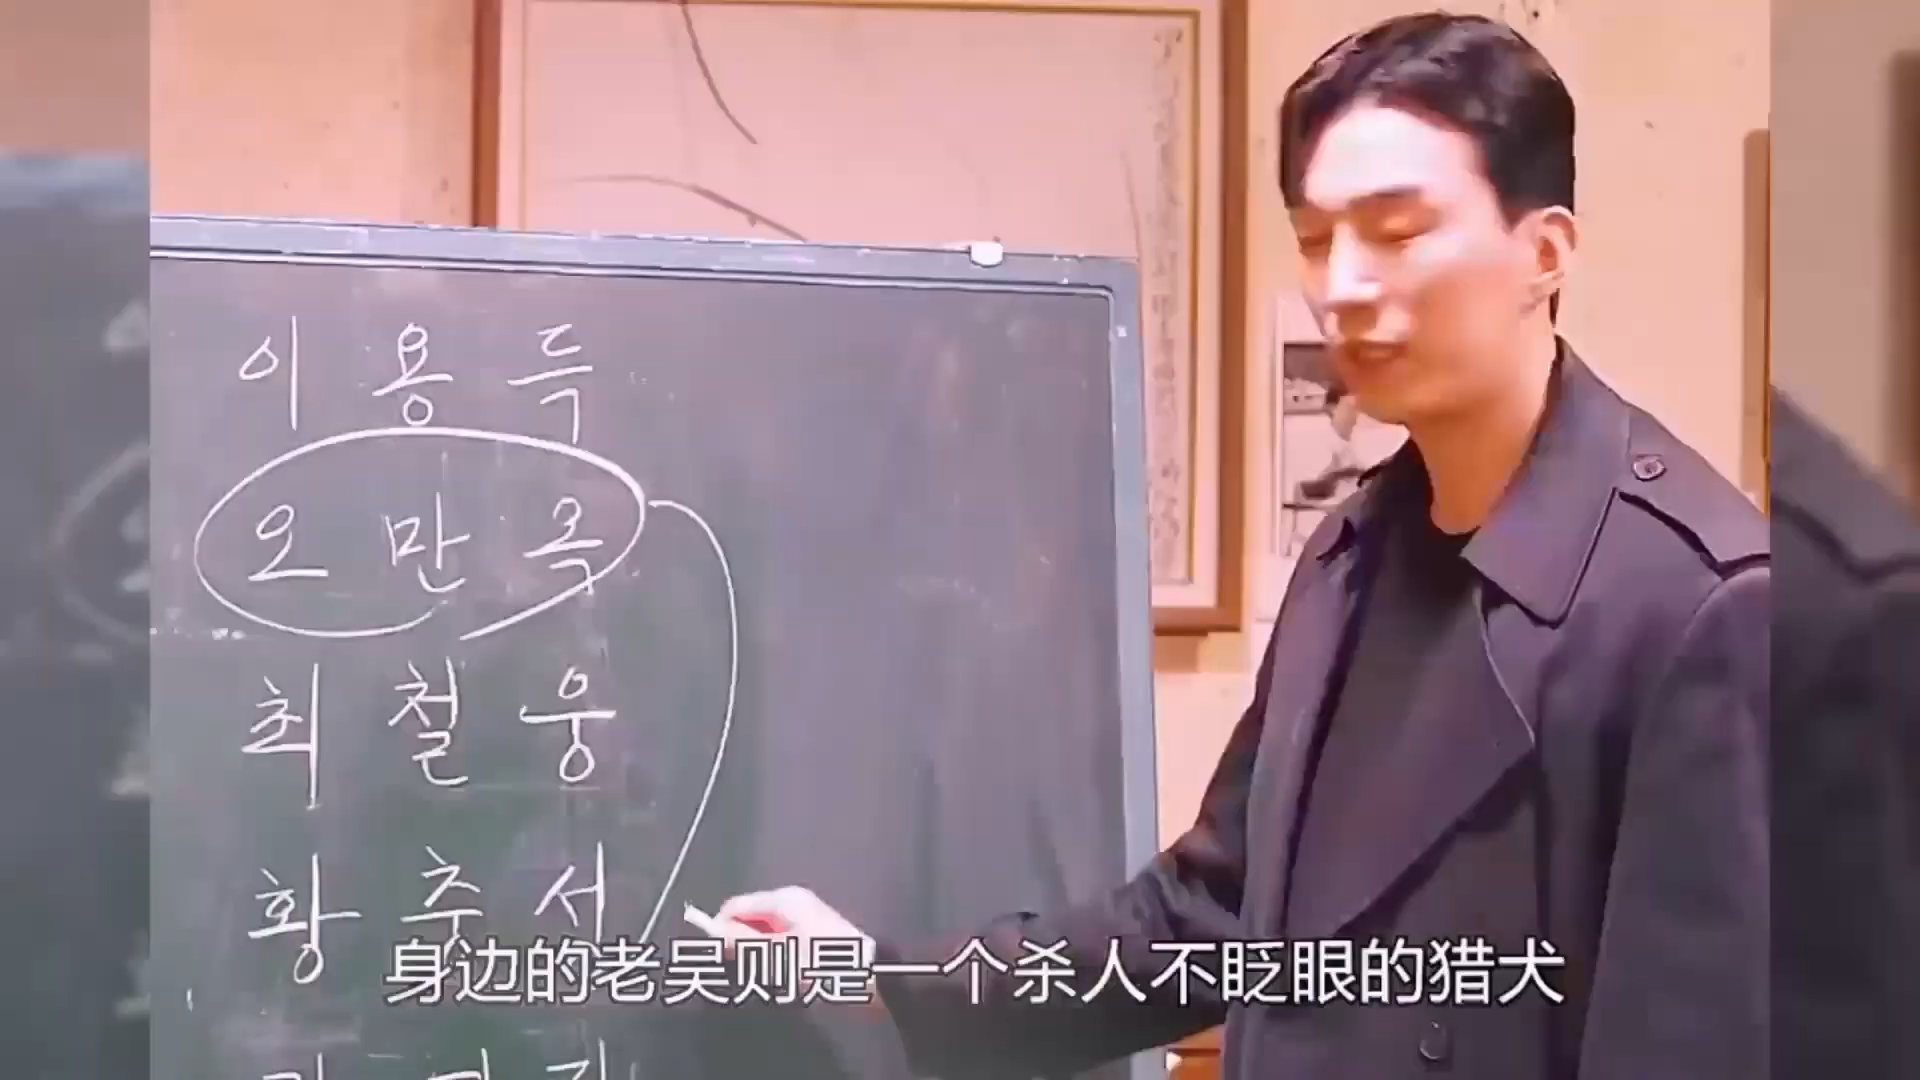 이용득
오만옥
최철웅
황추서
身边的老吴则是一个杀人不眨眼的猎犬